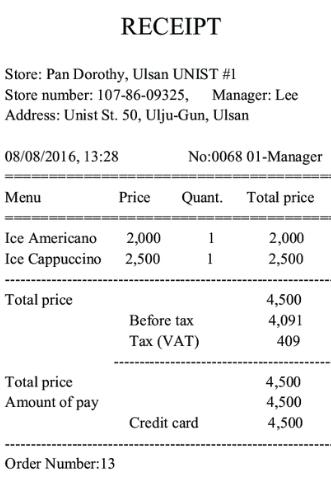 RECEIPT
Store: Pan Dorothy, Ulsan UNIST #1
Store number: 107-86-09325, Manager: Lee
Address: Unist St. 50, Ulju-Gun, Ulsan
08/08/2016, 13:28 No:0068 01-Manager
Menu Price Quant. Total price
Ice Americano 2,000 1 2,000
Ice Cappuccino 2,500 1 2,500
Total price 4,500
Before tax 4,091
Tax (VAT) 409
Total price 4,500
Amount of pay 4,500
Credit card 4,500
Order Number:13